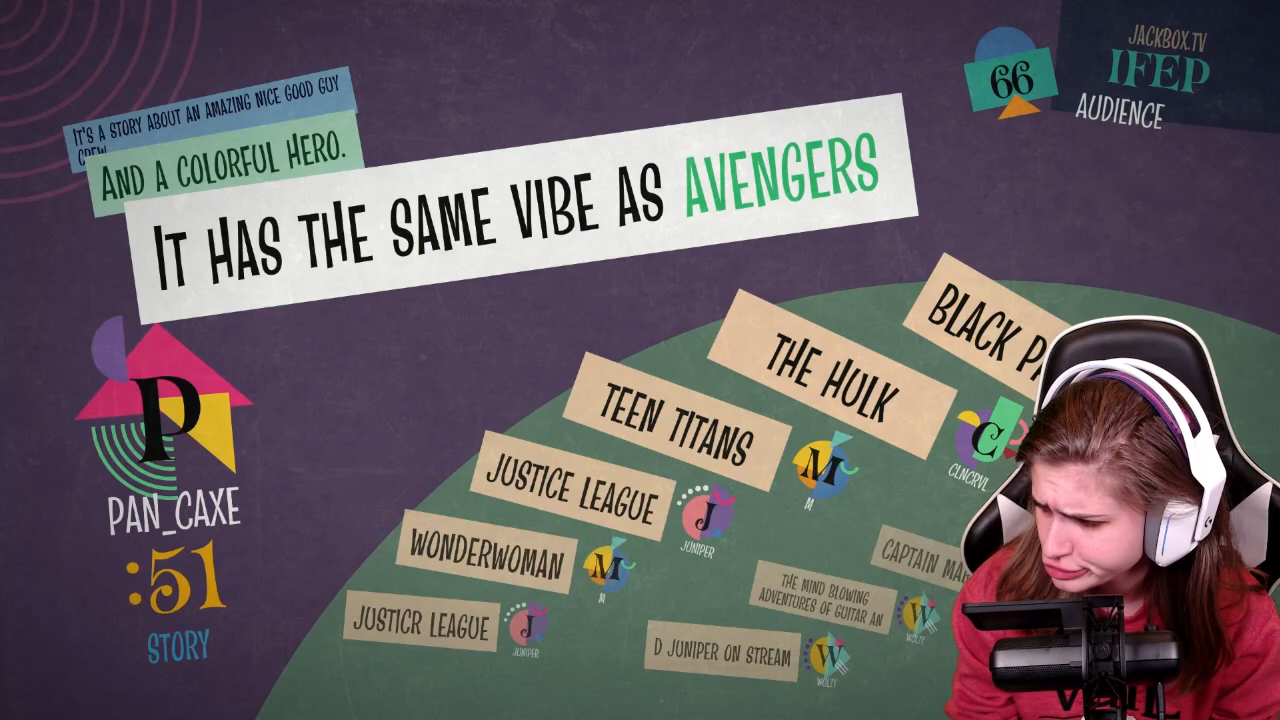 IT'S A STORY ABOUT AN AMAZING NICE GOOD GUY
CREW
AND A COLORFUL HERO.
IT HAS THE SAME VIBE AS AVENGERS
66
JACKBOX.TV
IFEP
AUDIENCE
P
PAN_CAXE
:51
STORY
BLACK
THE HULK
C
CLNCRVL
TEEN TITANS
M
M
JUSTICE LEAGUE
J
JUNIPER
WONDERWOMAN
M
M
JUSTICR LEAGUE
J
JUNIPER
CAPTAIN
THE MIND BLOWING
ADVENTURES OF GUITAR AN
W
WOLZY
D JUNIPER ON STREAM
W
WOLZY